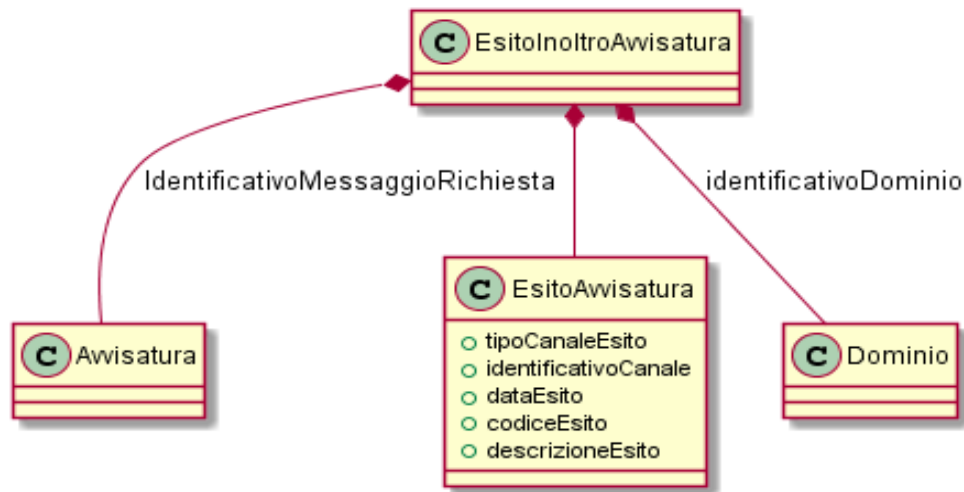 C EsitoInoltroAvvisatura
IdentificativoMessaggioRichiesta
identificativoDominio
C EsitoAvvisatura
tipoCanaleEsito
identificativoCanale
dataEsito
codiceEsito
descrizioneEsito
C Avvisatura
C Dominio